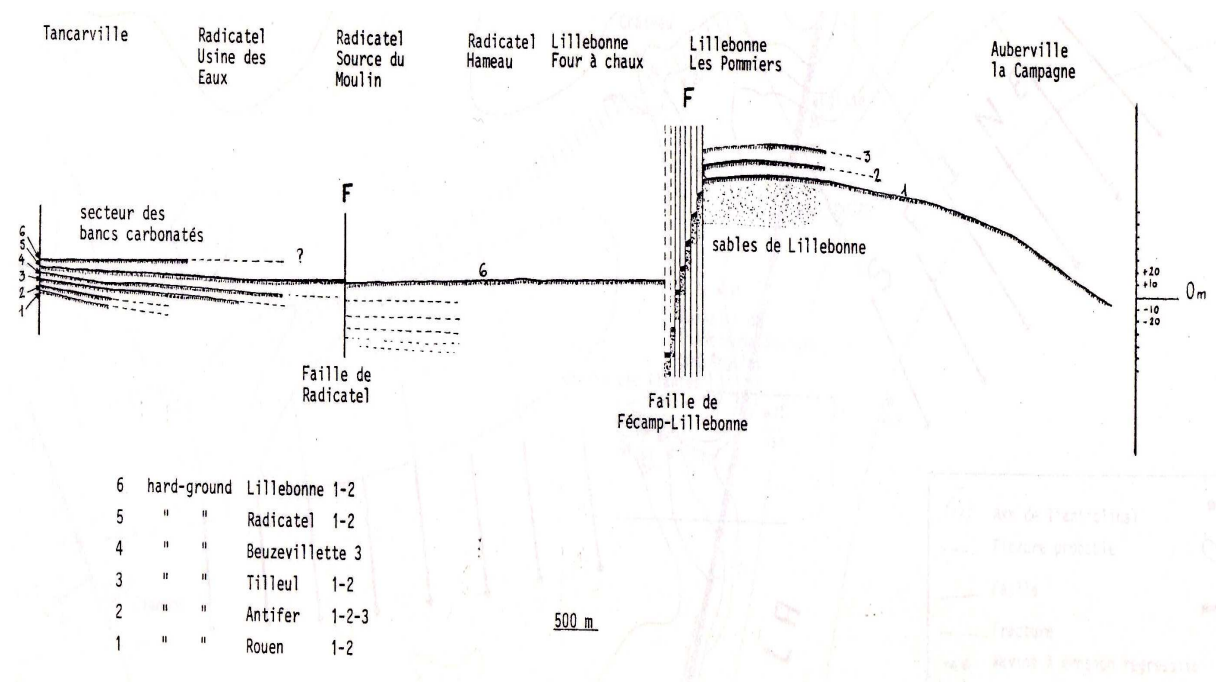 Tancarville
Radicatel
Usine des
Eaux
Radicatel
Source du
Moulin
Radicatel
Hameau
Lillebonne
Four à chaux
Lillebonne
Les Pommiers
Auberville
la Campagne
F
F
3
2
1
secteur des
bancs carbonatés
6
5
4
3
2
1
?
6
sables de Lillebonne
+20
+10
0m
-10
-20
Faille de
Radicatel
Faille de
Fécamp-Lillebonne
6 hard-ground Lillebonne 1-2
5 " " Radicatel 1-2
4 " " Beuzevillette 3
3 " " Tilleul 1-2
2 " " Antifer 1-2-3
1 " " Rouen 1-2
500 m